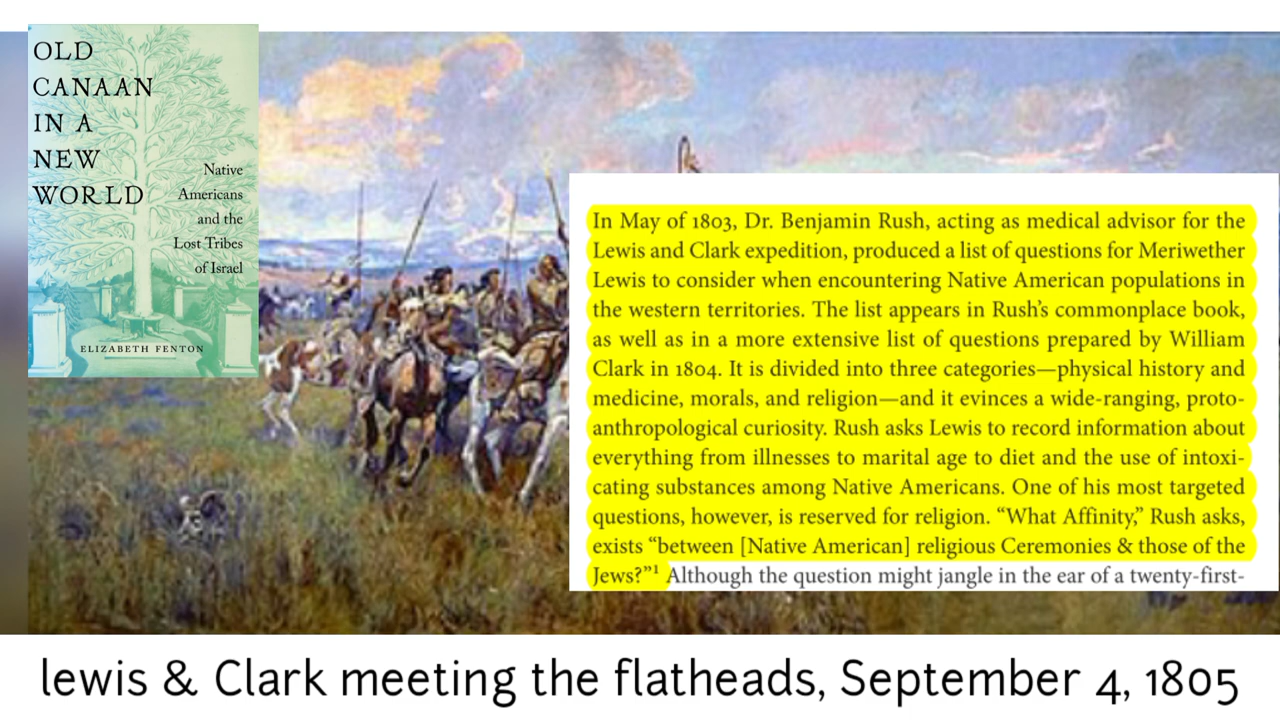 OLD
CANAAN
IN A
NEW
WORLD
Native
Americans
and the
Lost Tribes
of Israel
ELIZABETH FENTON
In May of 1803, Dr. Benjamin Rush, acting as medical advisor for the
Lewis and Clark expedition, produced a list of questions for Meriwether
Lewis to consider when encountering Native American populations in
the western territories. The list appears in Rush’s commonplace book,
as well as in a more extensive list of questions prepared by William
Clark in 1804. It is divided into three categories—physical history and
medicine, morals, and religion—and it evinces a wide-ranging, proto-
anthropological curiosity. Rush asks Lewis to record information about
everything from illnesses to marital age to diet and the use of intoxi-
cating substances among Native Americans. One of his most targeted
questions, however, is reserved for religion. “What Affinity,” Rush asks,
exists “between [Native American] religious Ceremonies & those of the
Jews?”¹ Although the question might jangle in the ear of a twenty-first-
lewis & Clark meeting the flatheads, September 4, 1805